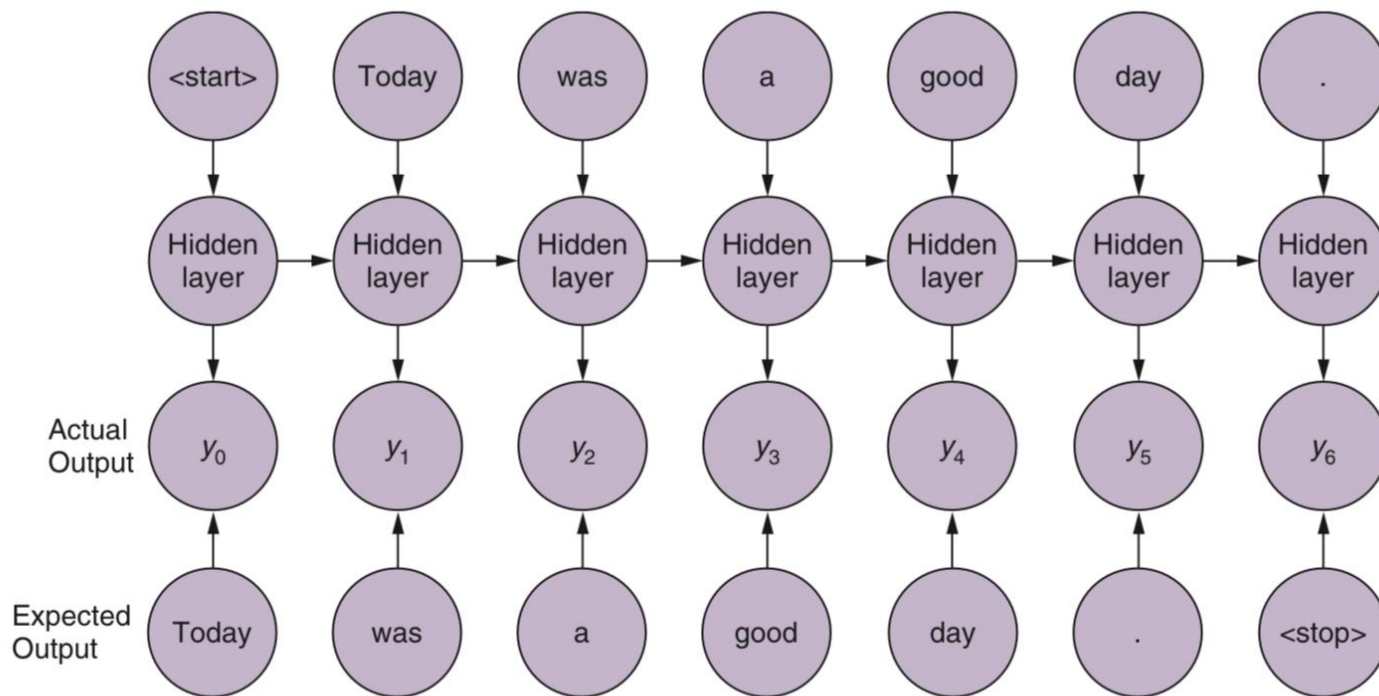 <start> Today was a good day .
Hidden layer Hidden layer Hidden layer Hidden layer Hidden layer Hidden layer Hidden layer
Actual
Output
y0 y1 y2 y3 y4 y5 y6
Expected
Output
Today was a good day . <stop>